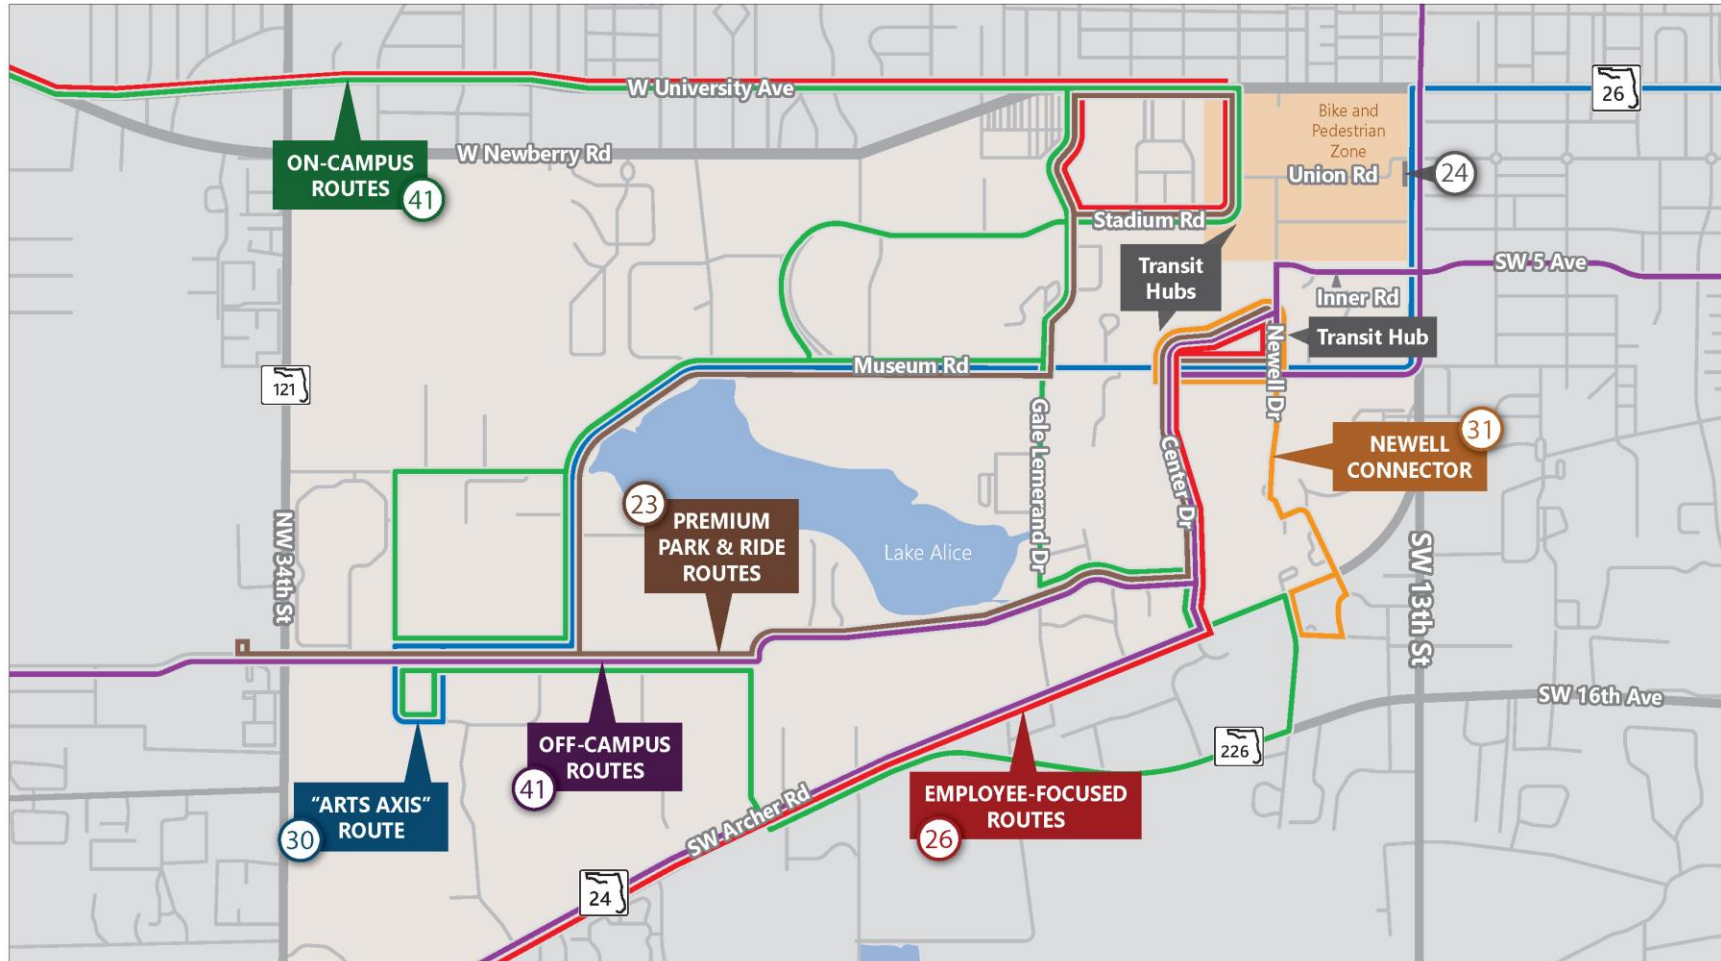 W University Ave
26
Bike and
Pedestrian
Zone
W Newberry Rd
ON-CAMPUS
ROUTES
41
Union Rd
24
Stadium Rd
Transit
Hubs
SW 5 Ave
Inner Rd
Transit Hub
Newell Dr
Museum Rd
121
Gale Lemerand Dr
Center Dr
31
NEWELL
CONNECTOR
23
PREMIUM
PARK & RIDE
ROUTES
Lake Alice
NW 34th St
SW 13th St
SW 16th Ave
OFF-CAMPUS
ROUTES
41
226
"ARTS AXIS"
ROUTE
30
SW Archer Rd
EMPLOYEE-FOCUSED
ROUTES
26
24